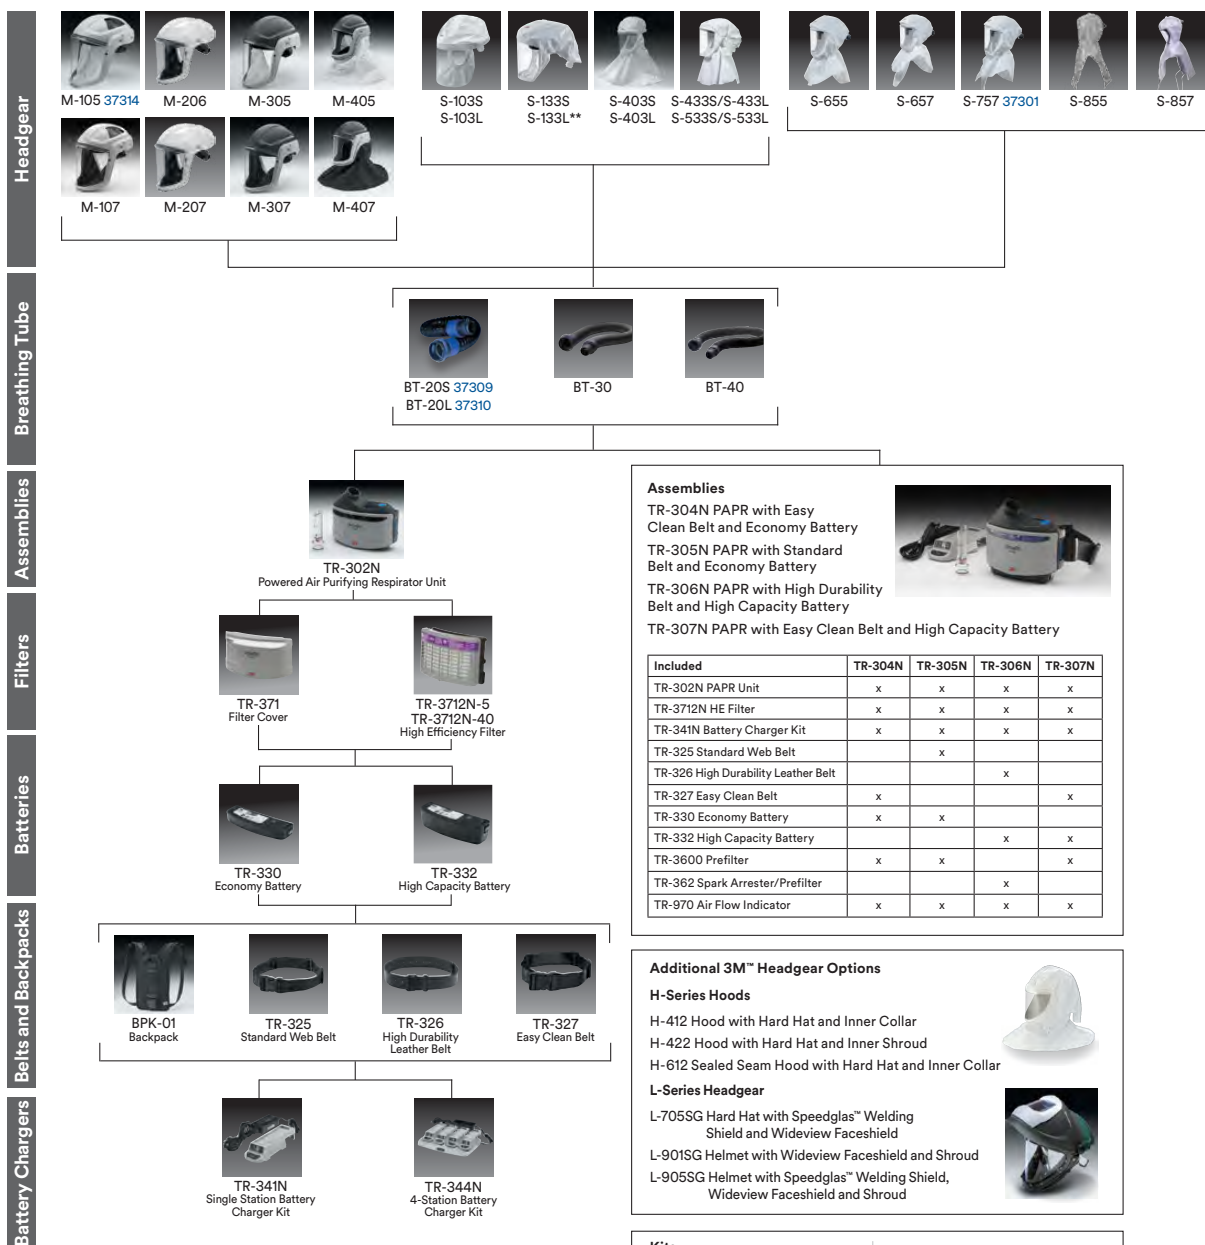 Headgear
M-105 37314
M-206
M-305
M-405
M-107
M-207
M-307
M-407
S-103S
S-103L
S-133S
S-133L**
S-403S
S-403L
S-433S/S-433L
S-533S/S-533L
S-655
S-657
S-757 37301
S-855
S-857
Breathing Tube
BT-20S 37309
BT-20L 37310
BT-30
BT-40
Assemblies
TR-302N
Powered Air Purifying Respirator Unit
Filters
TR-371
Filter Cover
TR-3712N-5
TR-3712N-40
High Efficiency Filter
Batteries
TR-330
Economy Battery
TR-332
High Capacity Battery
Belts and Backpacks
BPK-01
Backpack
TR-325
Standard Web Belt
TR-326
High Durability
Leather Belt
TR-327
Easy Clean Belt
Battery Chargers
TR-341N
Single Station Battery
Charger Kit
TR-344N
4-Station Battery
Charger Kit
Assemblies
TR-304N PAPR with Easy
Clean Belt and Economy Battery
TR-305N PAPR with Standard
Belt and Economy Battery
TR-306N PAPR with High Durability
Belt and High Capacity Battery
TR-307N PAPR with Easy Clean Belt and High Capacity Battery
Included TR-304N TR-305N TR-306N TR-307N
TR-302N PAPR Unit x x x x
TR-3712N HE Filter x x x x
TR-341N Battery Charger Kit x x x x
TR-325 Standard Web Belt x
TR-326 High Durability Leather Belt x
TR-327 Easy Clean Belt x x
TR-330 Economy Battery x x
TR-332 High Capacity Battery x x
TR-3600 Prefilter x x x
TR-362 Spark Arrester/Prefilter x
TR-970 Air Flow Indicator x x x x
Additional 3M™ Headgear Options
H-Series Hoods
H-412 Hood with Hard Hat and Inner Collar
H-422 Hood with Hard Hat and Inner Shroud
H-612 Sealed Seam Hood with Hard Hat and Inner Collar
L-Series Headgear
L-705SG Hard Hat with Speedglas™ Welding
Shield and Wideview Faceshield
L-901SG Helmet with Wideview Faceshield and Shroud
L-905SG Helmet with Speedglas™ Welding Shield,
Wideview Faceshield and Shroud